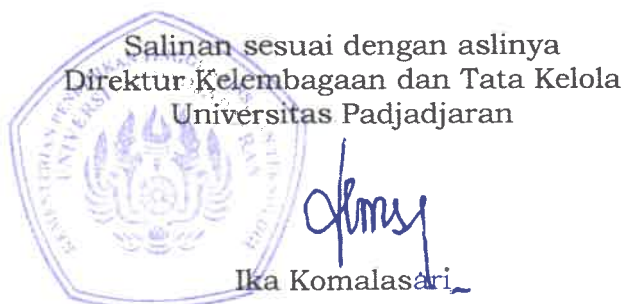 Salinan sesuai dengan aslinya
Direktur Kelembagaan dan Tata Kelola
Universitas Padjadjaran
Ika Komalasari